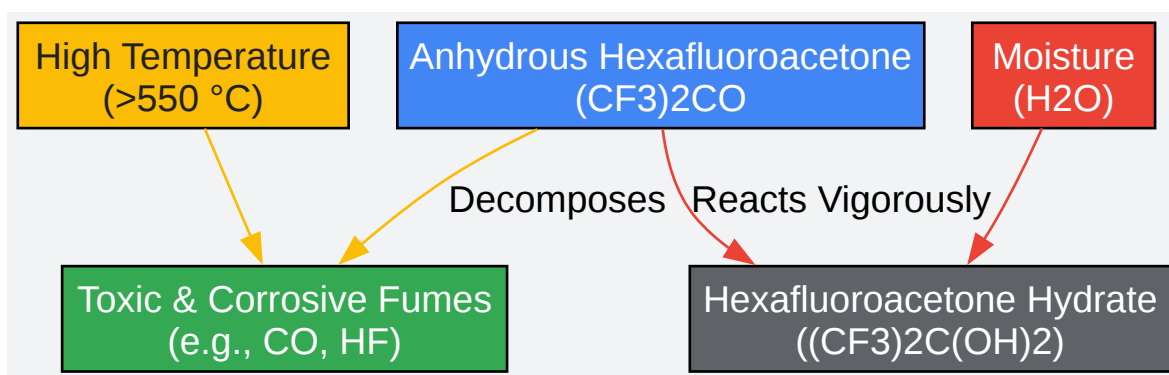 High Temperature
(>550 °C)
Anhydrous Hexafluoroacetone
(CF3)2CO
Moisture
(H2O)
Decomposes
Reacts Vigorously
Toxic & Corrosive Fumes
(e.g., CO, HF)
Hexafluoroacetone Hydrate
((CF3)2C(OH)2)